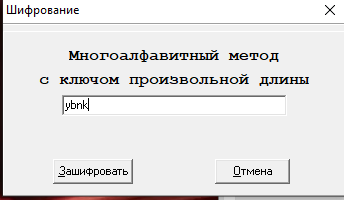 Шифрование
Многоалфавитный метод
с ключом произвольной длины
ybnk
Зашифровать
Отмена